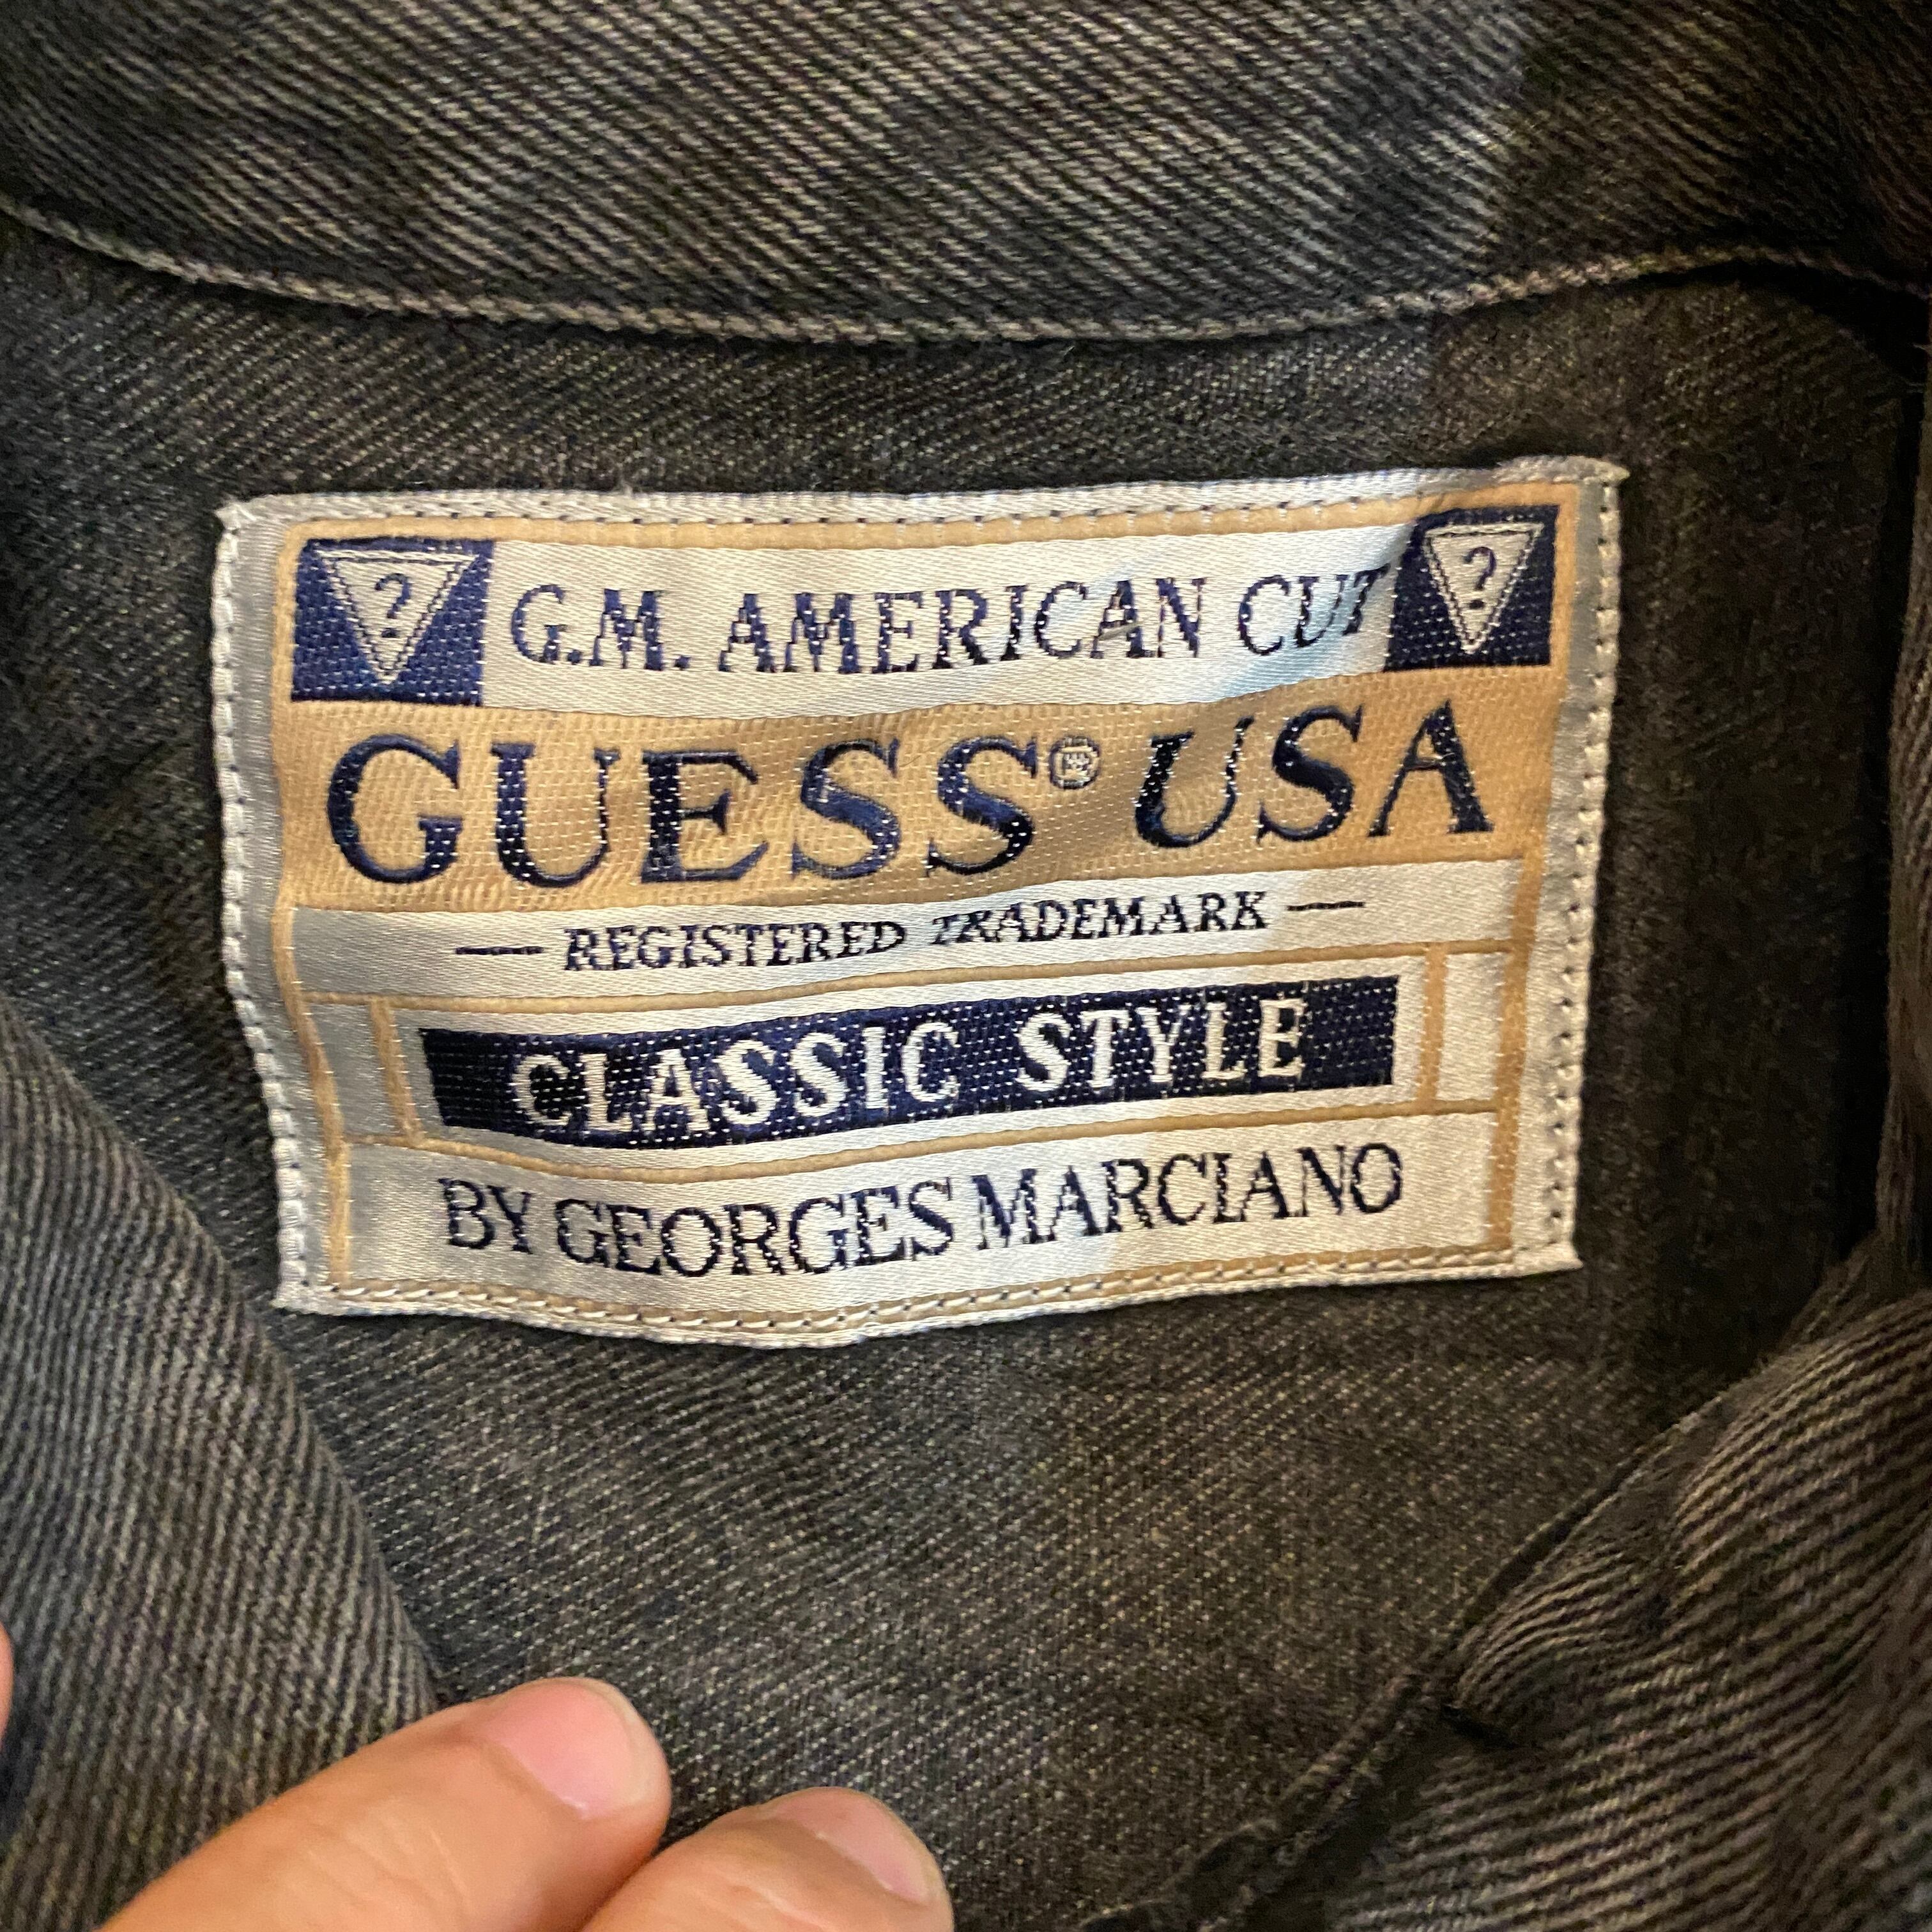 ? G.M. AMERICAN CUT ?
GUESS® USA
— REGISTERED TRADEMARK —
CLASSIC STYLE
BY GEORGES MARCIANO